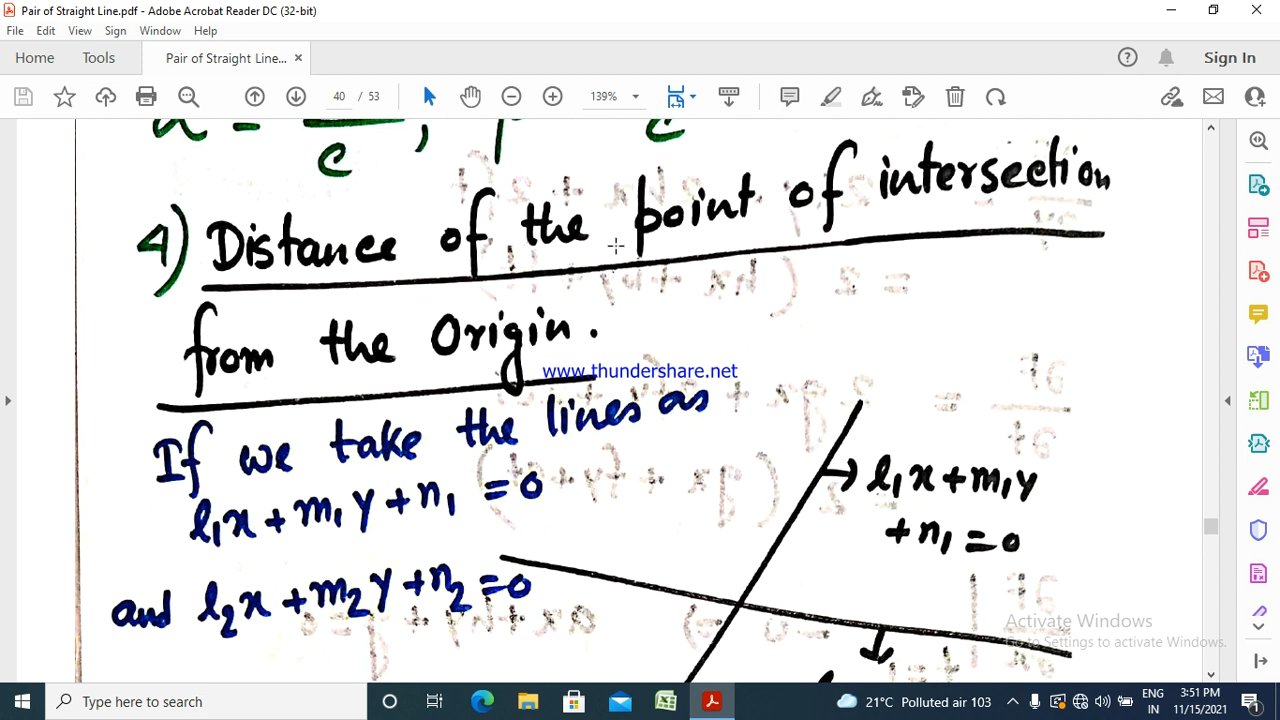 Pair of Straight Line.pdf - Adobe Acrobat Reader DC (32-bit)
File Edit View Sign Window Help
Home Tools Pair of Straight Line... × Sign In
40 / 53 139%
4) Distance of the point of intersection
from the Origin.
www.thundershare.net
If we take the lines as
l₁x + m₁y + n₁ = 0
and l₂x + m₂y + n₂ = 0
→ l₁x + m₁y
+ n₁ = 0
Activate Windows
Go to Settings to activate Windows.
Type here to search
21°C Polluted air 103
ENG
IN
3:51 PM
11/15/2021